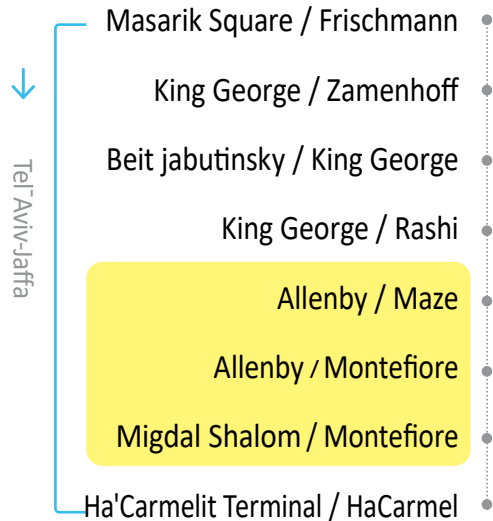 Masarik Square / Frischmann
King George / Zamenhoff
Beit jabutinsky / King George
King George / Rashi
Allenby / Maze
Allenby / Montefiore
Migdal Shalom / Montefiore
Ha'Carmelit Terminal / HaCarmel
Tel-Aviv-Jaffa